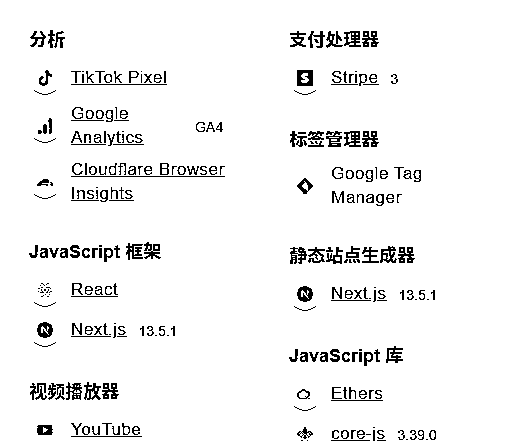 分析
TikTok Pixel
Google
Analytics GA4
Cloudflare Browser
Insights
JavaScript 框架
React
Next.js 13.5.1
视频播放器
YouTube
支付处理器
Stripe 3
标签管理器
Google Tag
Manager
静态站点生成器
Next.js 13.5.1
JavaScript 库
Ethers
core-js 3.39.0